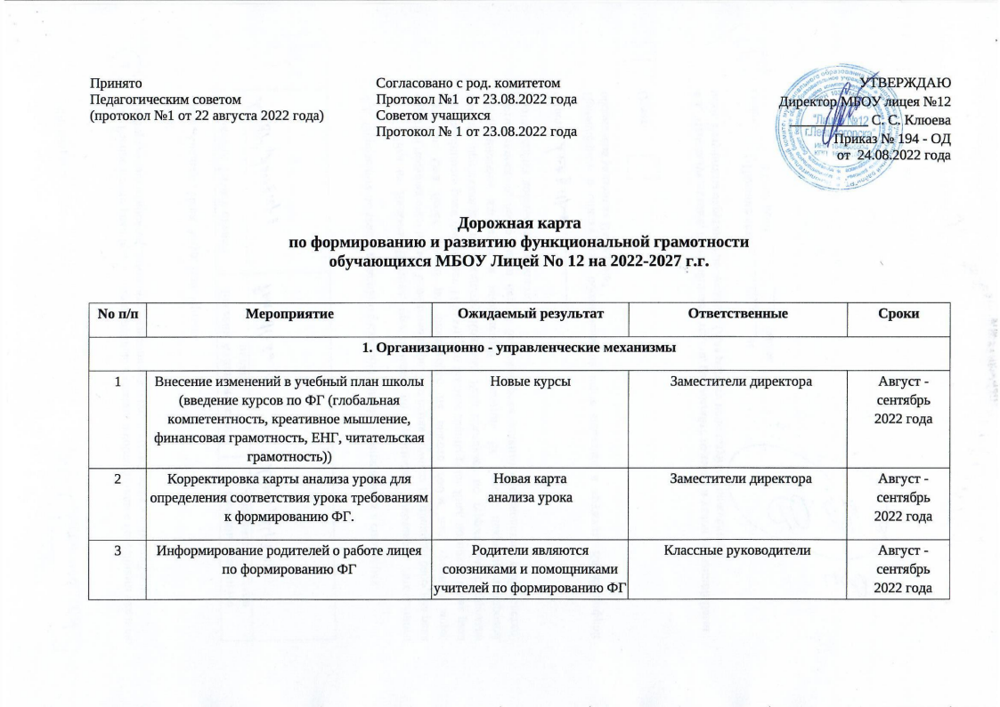 Принято
Педагогическим советом
(протокол №1 от 22 августа 2022 года)
Согласовано с род. комитетом
Протокол №1 от 23.08.2022 года
Советом учащихся
Протокол № 1 от 23.08.2022 года
УТВЕРЖДАЮ
Директор МБОУ лицея №12
___________ С. С. Клюева
Приказ № 194 - ОД
от 24.08.2022 года
"Лицей №12
г.Лениногорска"
Дорожная карта
по формированию и развитию функциональной грамотности
обучающихся МБОУ Лицей No 12 на 2022-2027 г.г.
No п/п
Мероприятие
Ожидаемый результат
Ответственные
Сроки
1. Организационно - управленческие механизмы
1
Внесение изменений в учебный план школы
(введение курсов по ФГ (глобальная
компетентность, креативное мышление,
финансовая грамотность, ЕНГ, читательская
грамотность))
Новые курсы
Заместители директора
Август -
сентябрь
2022 года
2
Корректировка карты анализа урока для
определения соответствия урока требованиям
к формированию ФГ.
Новая карта
анализа урока
Заместители директора
Август -
сентябрь
2022 года
3
Информирование родителей о работе лицея
по формированию ФГ
Родители являются
союзниками и помощниками
учителей по формированию ФГ
Классные руководители
Август -
сентябрь
2022 года